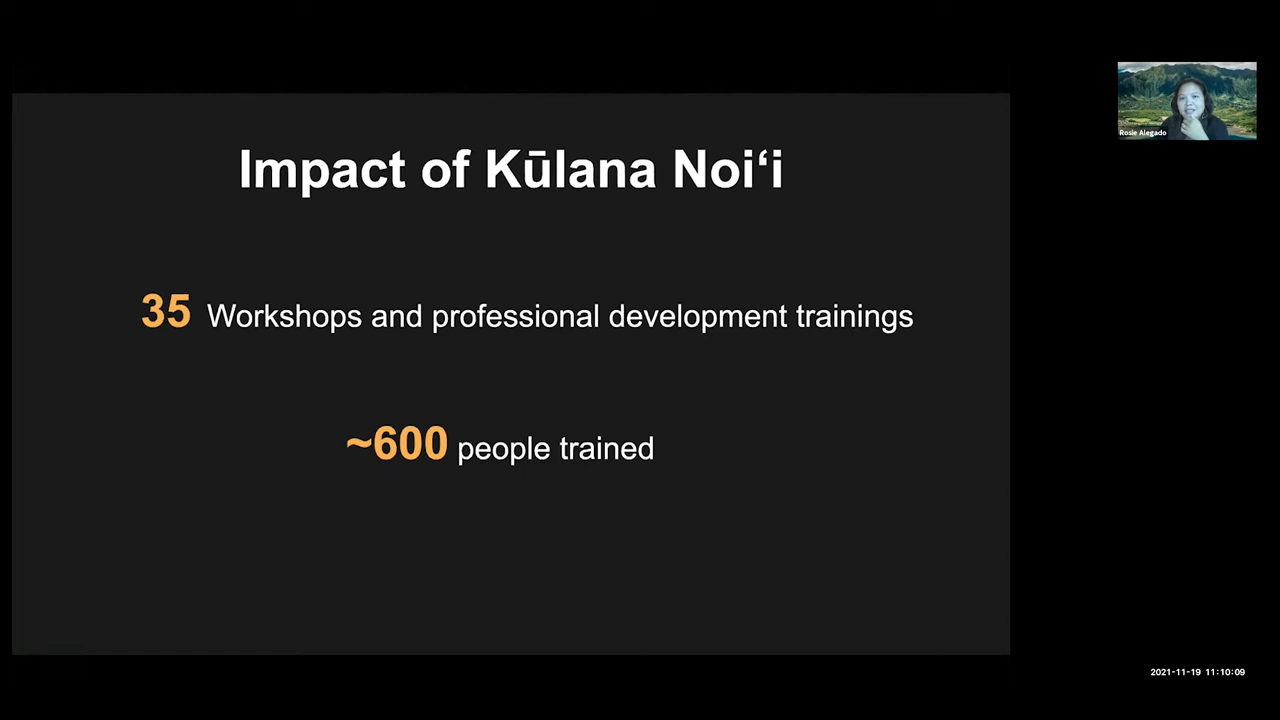 Impact of Kūlana Noiʻi
35 Workshops and professional development trainings
~600 people trained
Rosie Alegado
2021-11-19 11:10:09